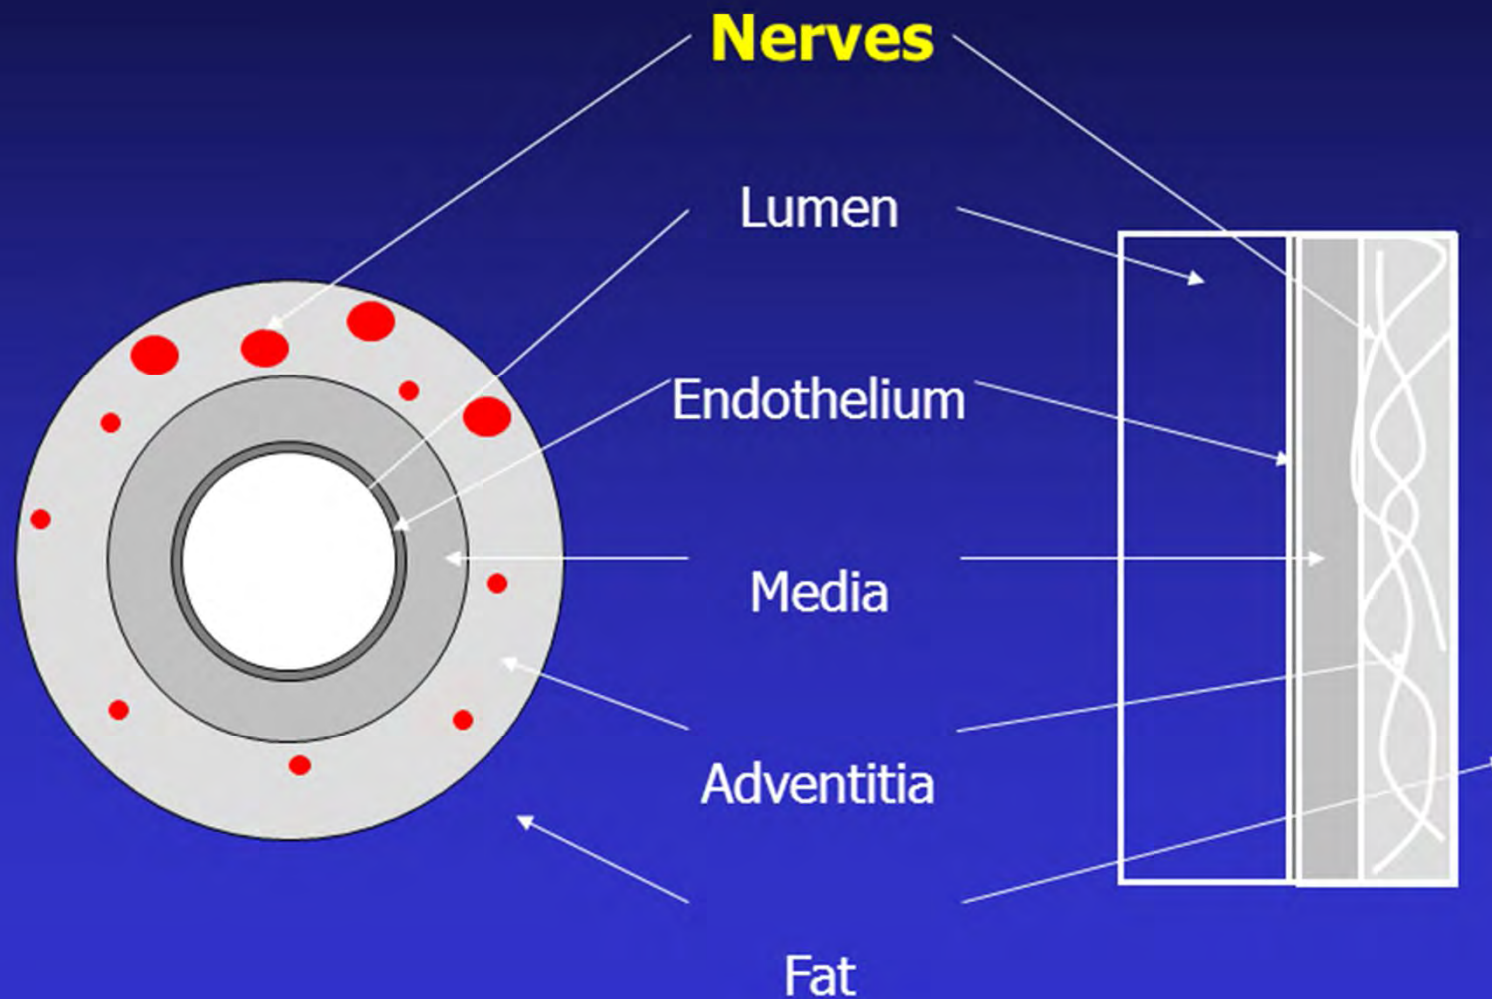 Nerves
Lumen
Endothelium
Media
Adventitia
Fat